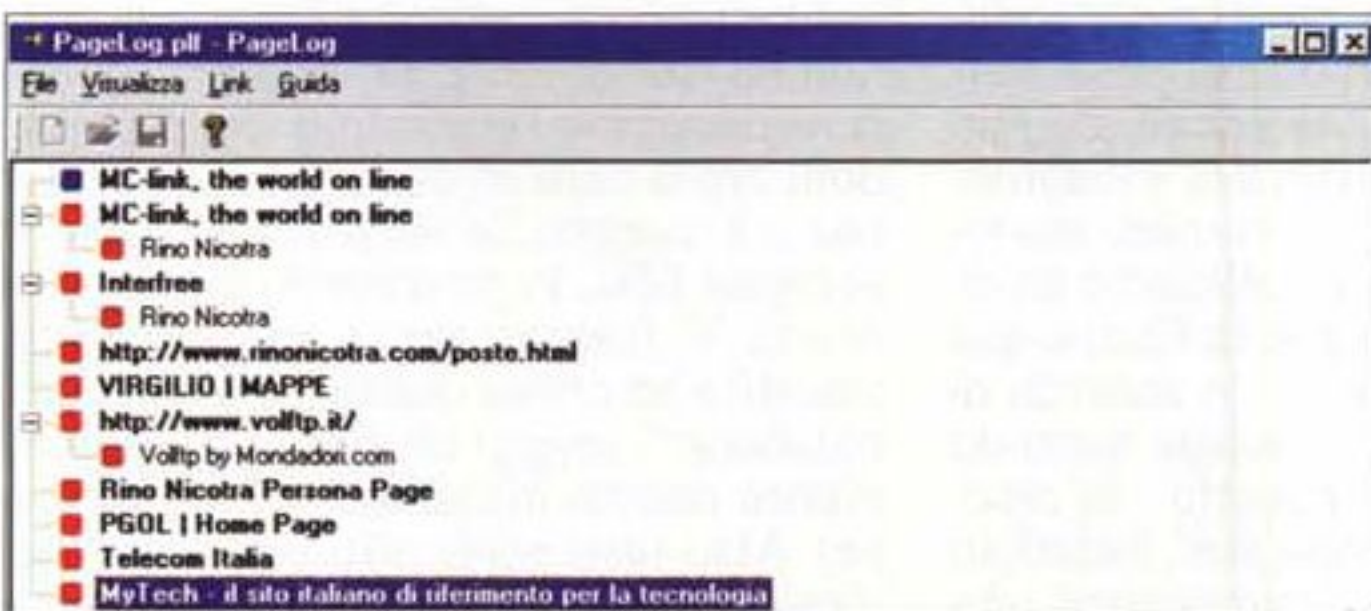 PageLog.pll - PageLog
File Visualizza Link Guida
MC-link, the world on line
MC-link, the world on line
Rino Nicotra
Interfree
Rino Nicotra
http://www.rinonicotra.com/poste.html
VIRGILIO | MAPPE
http://www.volftp.it/
Volftp by Mondadori.com
Rino Nicotra Persona Page
PGOL | Home Page
Telecom Italia
MyTech - il sito italiano di riferimento per la tecnologia